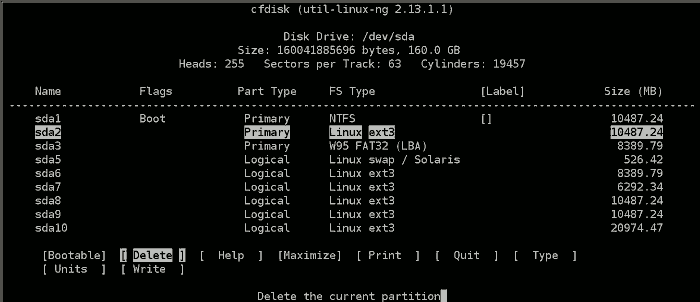 cfdisk (util-linux-ng 2.13.1.1)
Disk Drive: /dev/sda
Size: 160041885696 bytes, 160.0 GB
Heads: 255   Sectors per Track: 63   Cylinders: 19457
Name Flags Part Type FS Type [Label] Size (MB)
sda1 Boot Primary NTFS [] 10487.24
sda2 Primary Linux ext3 10487.24
sda3 Primary W95 FAT32 (LBA) 8389.79
sda5 Logical Linux swap / Solaris 526.42
sda6 Logical Linux ext3 8389.79
sda7 Logical Linux ext3 6292.34
sda8 Logical Linux ext3 10487.24
sda9 Logical Linux ext3 10487.24
sda10 Logical Linux ext3 20974.47
[Bootable] [ Delete ] [ Help ] [Maximize] [ Print ] [ Quit ] [ Type ]
[ Units ] [ Write ]
Delete the current partition